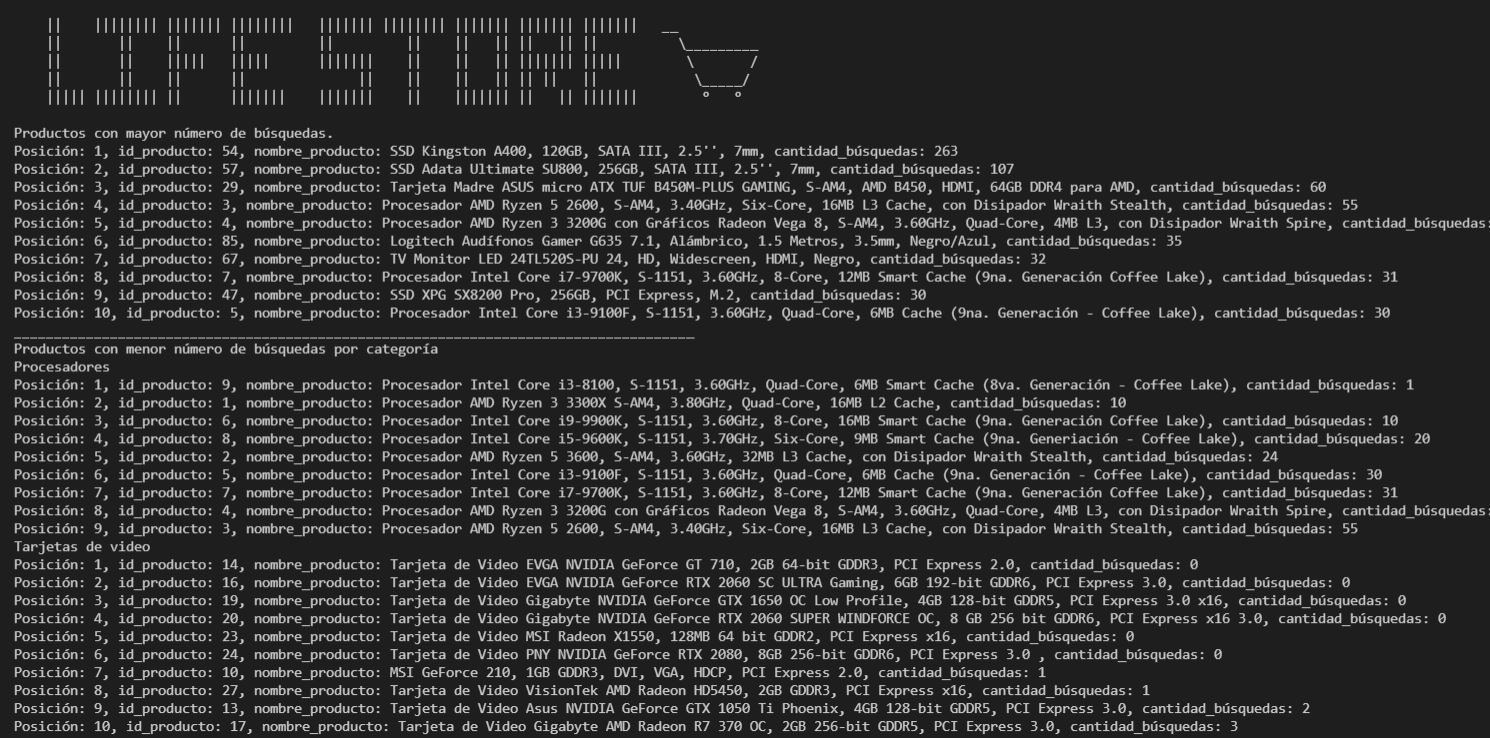 LIFE STORE
Productos con mayor número de búsquedas.
Posición: 1, id_producto: 54, nombre_producto: SSD Kingston A400, 120GB, SATA III, 2.5'', 7mm, cantidad_búsquedas: 263
Posición: 2, id_producto: 57, nombre_producto: SSD Adata Ultimate SU800, 256GB, SATA III, 2.5'', 7mm, cantidad_búsquedas: 107
Posición: 3, id_producto: 29, nombre_producto: Tarjeta Madre ASUS micro ATX TUF B450M-PLUS GAMING, S-AM4, AMD B450, HDMI, 64GB DDR4 para AMD, cantidad_búsquedas: 60
Posición: 4, id_producto: 3, nombre_producto: Procesador AMD Ryzen 5 2600, S-AM4, 3.40GHz, Six-Core, 16MB L3 Cache, con Disipador Wraith Stealth, cantidad_búsquedas: 55
Posición: 5, id_producto: 4, nombre_producto: Procesador AMD Ryzen 3 3200G con Gráficos Radeon Vega 8, S-AM4, 3.60GHz, Quad-Core, 4MB L3, con Disipador Wraith Spire, cantidad_búsquedas:
Posición: 6, id_producto: 85, nombre_producto: Logitech Audífonos Gamer G635 7.1, Alámbrico, 1.5 Metros, 3.5mm, Negro/Azul, cantidad_búsquedas: 35
Posición: 7, id_producto: 67, nombre_producto: TV Monitor LED 24TL520S-PU 24, HD, Widescreen, HDMI, Negro, cantidad_búsquedas: 32
Posición: 8, id_producto: 7, nombre_producto: Procesador Intel Core i7-9700K, S-1151, 3.60GHz, 8-Core, 12MB Smart Cache (9na. Generación Coffee Lake), cantidad_búsquedas: 31
Posición: 9, id_producto: 47, nombre_producto: SSD XPG SX8200 Pro, 256GB, PCI Express, M.2, cantidad_búsquedas: 30
Posición: 10, id_producto: 5, nombre_producto: Procesador Intel Core i3-9100F, S-1151, 3.60GHz, Quad-Core, 6MB Cache (9na. Generación - Coffee Lake), cantidad_búsquedas: 30
Productos con menor número de búsquedas por categoría
Procesadores
Posición: 1, id_producto: 9, nombre_producto: Procesador Intel Core i3-8100, S-1151, 3.60GHz, Quad-Core, 6MB Smart Cache (8va. Generación - Coffee Lake), cantidad_búsquedas: 1
Posición: 2, id_producto: 1, nombre_producto: Procesador AMD Ryzen 3 3300X S-AM4, 3.80GHz, Quad-Core, 16MB L2 Cache, cantidad_búsquedas: 10
Posición: 3, id_producto: 6, nombre_producto: Procesador Intel Core i9-9900K, S-1151, 3.60GHz, 8-Core, 16MB Smart Cache (9na. Generación Coffee Lake), cantidad_búsquedas: 10
Posición: 4, id_producto: 8, nombre_producto: Procesador Intel Core i5-9600K, S-1151, 3.70GHz, Six-Core, 9MB Smart Cache (9na. Generiación - Coffee Lake), cantidad_búsquedas: 20
Posición: 5, id_producto: 2, nombre_producto: Procesador AMD Ryzen 5 3600, S-AM4, 3.60GHz, 32MB L3 Cache, con Disipador Wraith Stealth, cantidad_búsquedas: 24
Posición: 6, id_producto: 5, nombre_producto: Procesador Intel Core i3-9100F, S-1151, 3.60GHz, Quad-Core, 6MB Cache (9na. Generación - Coffee Lake), cantidad_búsquedas: 30
Posición: 7, id_producto: 7, nombre_producto: Procesador Intel Core i7-9700K, S-1151, 3.60GHz, 8-Core, 12MB Smart Cache (9na. Generación Coffee Lake), cantidad_búsquedas: 31
Posición: 8, id_producto: 4, nombre_producto: Procesador AMD Ryzen 3 3200G con Gráficos Radeon Vega 8, S-AM4, 3.60GHz, Quad-Core, 4MB L3, con Disipador Wraith Spire, cantidad_búsquedas:
Posición: 9, id_producto: 3, nombre_producto: Procesador AMD Ryzen 5 2600, S-AM4, 3.40GHz, Six-Core, 16MB L3 Cache, con Disipador Wraith Stealth, cantidad_búsquedas: 55
Tarjetas de video
Posición: 1, id_producto: 14, nombre_producto: Tarjeta de Video EVGA NVIDIA GeForce GT 710, 2GB 64-bit GDDR3, PCI Express 2.0, cantidad_búsquedas: 0
Posición: 2, id_producto: 16, nombre_producto: Tarjeta de Video EVGA NVIDIA GeForce RTX 2060 SC ULTRA Gaming, 6GB 192-bit GDDR6, PCI Express 3.0, cantidad_búsquedas: 0
Posición: 3, id_producto: 19, nombre_producto: Tarjeta de Video Gigabyte NVIDIA GeForce GTX 1650 OC Low Profile, 4GB 128-bit GDDR5, PCI Express 3.0 x16, cantidad_búsquedas: 0
Posición: 4, id_producto: 20, nombre_producto: Tarjeta de Video Gigabyte NVIDIA GeForce RTX 2060 SUPER WINDFORCE OC, 8 GB 256 bit GDDR6, PCI Express x16 3.0, cantidad_búsquedas: 0
Posición: 5, id_producto: 23, nombre_producto: Tarjeta de Video MSI Radeon X1550, 128MB 64 bit GDDR2, PCI Express x16, cantidad_búsquedas: 0
Posición: 6, id_producto: 24, nombre_producto: Tarjeta de Video PNY NVIDIA GeForce RTX 2080, 8GB 256-bit GDDR6, PCI Express 3.0 , cantidad_búsquedas: 0
Posición: 7, id_producto: 10, nombre_producto: MSI GeForce 210, 1GB GDDR3, DVI, VGA, HDCP, PCI Express 2.0, cantidad_búsquedas: 1
Posición: 8, id_producto: 27, nombre_producto: Tarjeta de Video VisionTek AMD Radeon HD5450, 2GB GDDR3, PCI Express x16, cantidad_búsquedas: 1
Posición: 9, id_producto: 13, nombre_producto: Tarjeta de Video Asus NVIDIA GeForce GTX 1050 Ti Phoenix, 4GB 128-bit GDDR5, PCI Express 3.0, cantidad_búsquedas: 2
Posición: 10, id_producto: 17, nombre_producto: Tarjeta de Video Gigabyte AMD Radeon R7 370 OC, 2GB 256-bit GDDR5, PCI Express 3.0, cantidad_búsquedas: 3